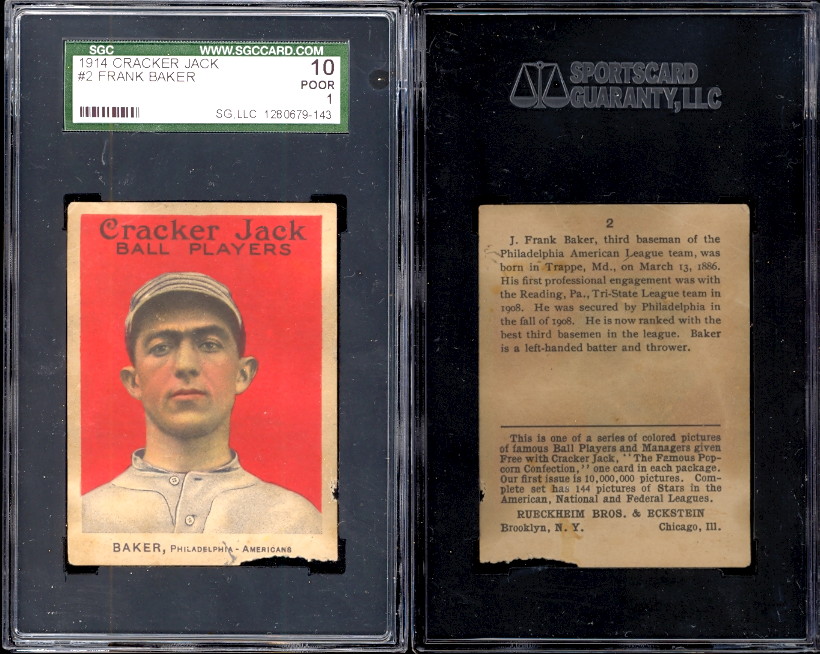 SGC WWW.SGCCARD.COM
1914 CRACKER JACK 10
#2 FRANK BAKER POOR
1
SG,LLC 1280679-143
Cracker Jack
BALL PLAYERS
BAKER, PHILADELPHIA - AMERICANS
SPORTSCARD
GUARANTY, LLC
2
J. Frank Baker, third baseman of the
Philadelphia American League team, was
born in Trappe, Md., on March 13, 1886.
His first professional engagement was with
the Reading, Pa., Tri-State League team in
1908. He was secured by Philadelphia in
the fall of 1908. He is now ranked with the
best third basemen in the league. Baker
is a left-handed batter and thrower.
This is one of a series of colored pictures
of famous Ball Players and Managers given
Free with Cracker Jack, "The Famous Pop-
corn Confection," one card in each package.
Our first issue is 10,000,000 pictures. Com-
plete set has 144 pictures of Stars in the
American, National and Federal Leagues.
RUECKHEIM BROS. & ECKSTEIN
Brooklyn, N. Y. Chicago, Ill.